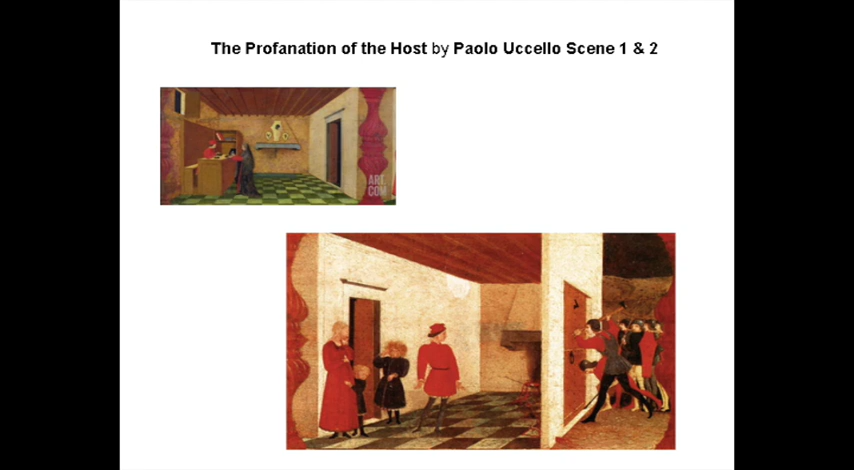 The Profanation of the Host by Paolo Uccello Scene 1 & 2
ART.
COM